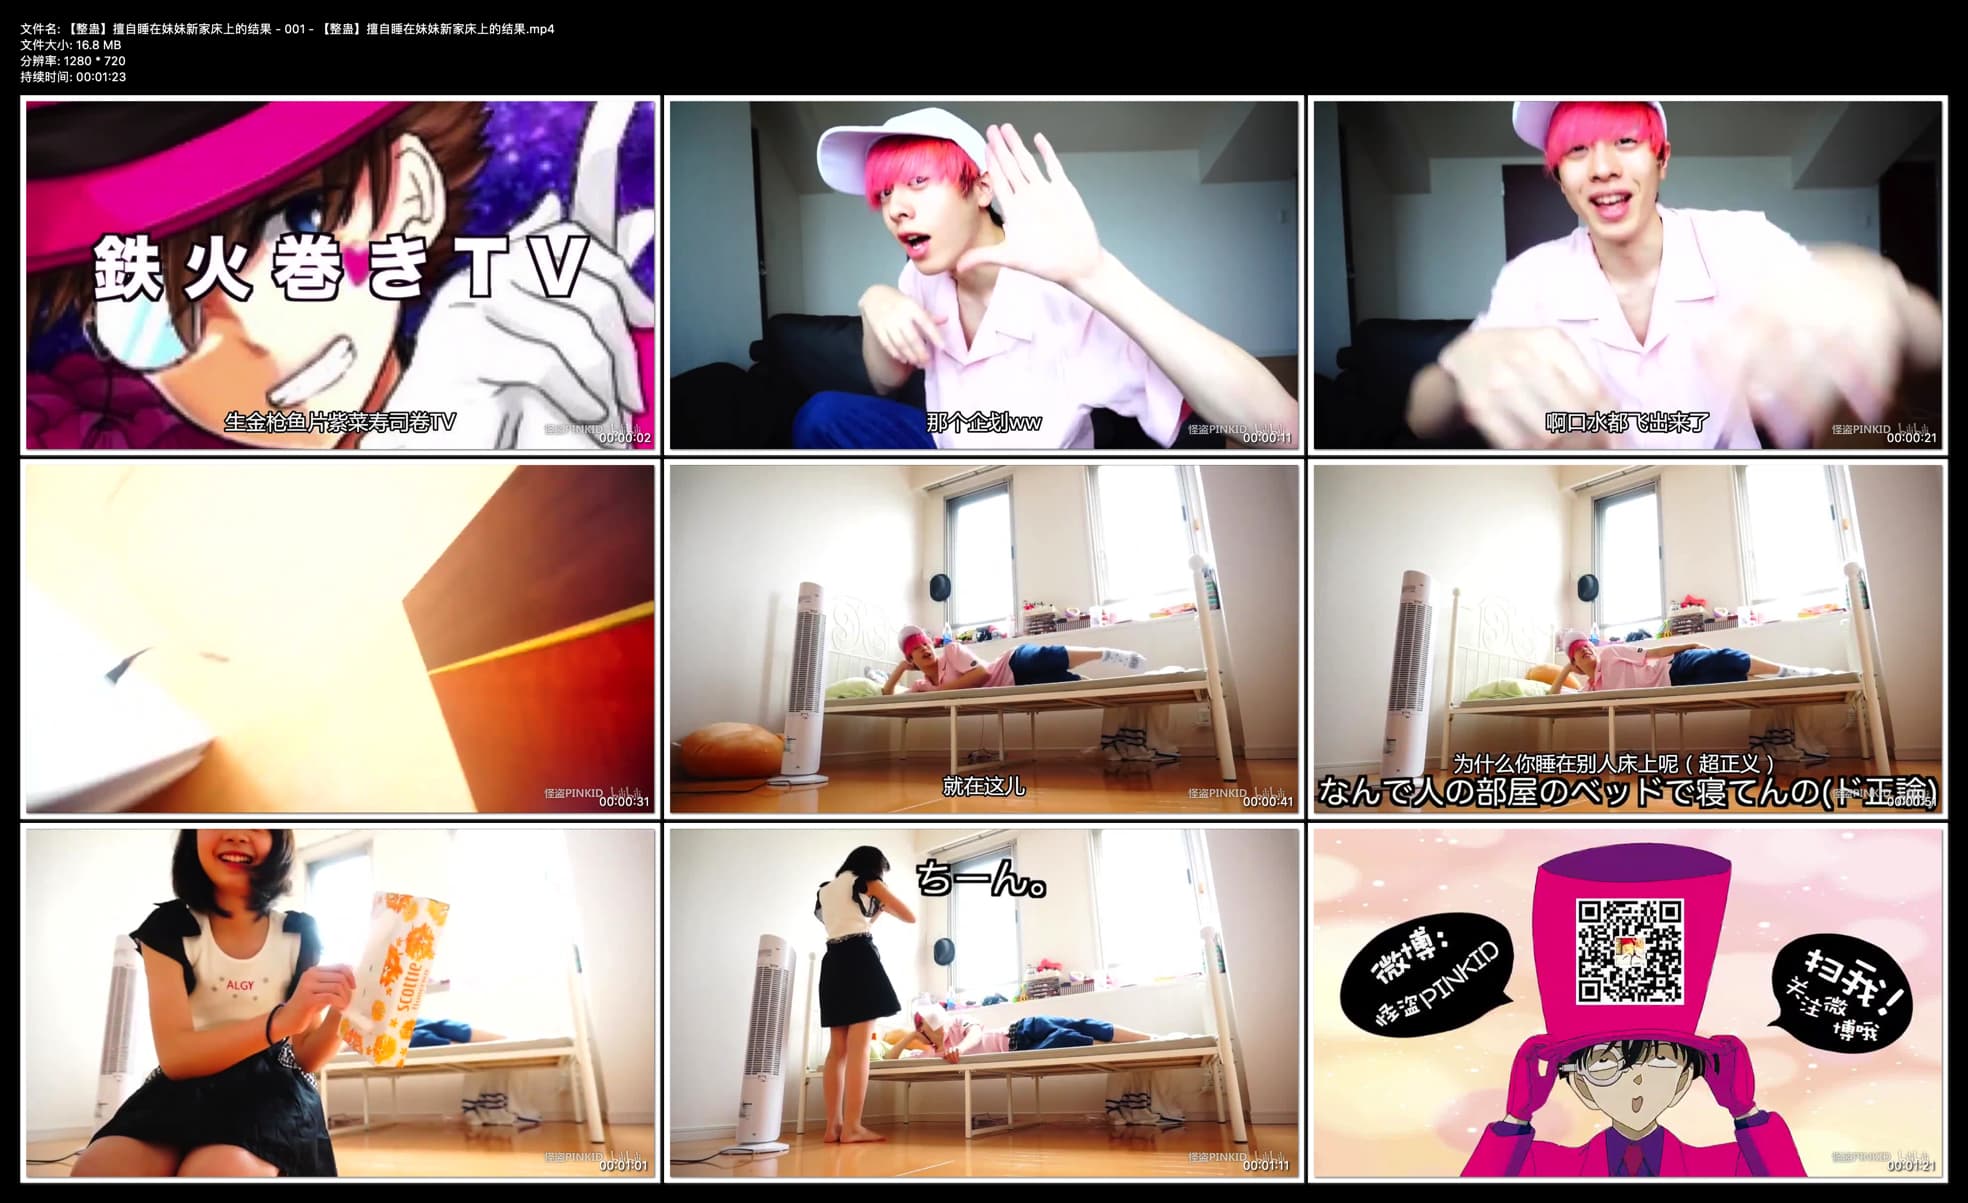 文件名: 【整蛊】擅自睡在妹妹新家床上的结果 - 001 - 【整蛊】擅自睡在妹妹新家床上的结果.mp4
文件大小: 16.8 MB
分辨率: 1280 * 720
持续时间: 00:01:23
鉄火巻きTV
生金枪鱼片紫菜寿司卷TV
怪盗PINKID
00:00:02
那个企划ww
怪盗PINKID
00:00:11
啊口水都飞出来了
怪盗PINKID
00:00:21
怪盗PINKID
00:00:31
就在这儿
怪盗PINKID
00:00:41
为什么你睡在别人床上呢（超正义）
なんで人の部屋のベッドで寝てんの(ド正論)
00:00:51
ALGY
scottie
怪盗PINKID
00:01:01
ちーん。
怪盗PINKID
00:01:11
微博:
怪盗PINKID
扫我!
关注微
博哦
怪盗PINKID
00:01:21